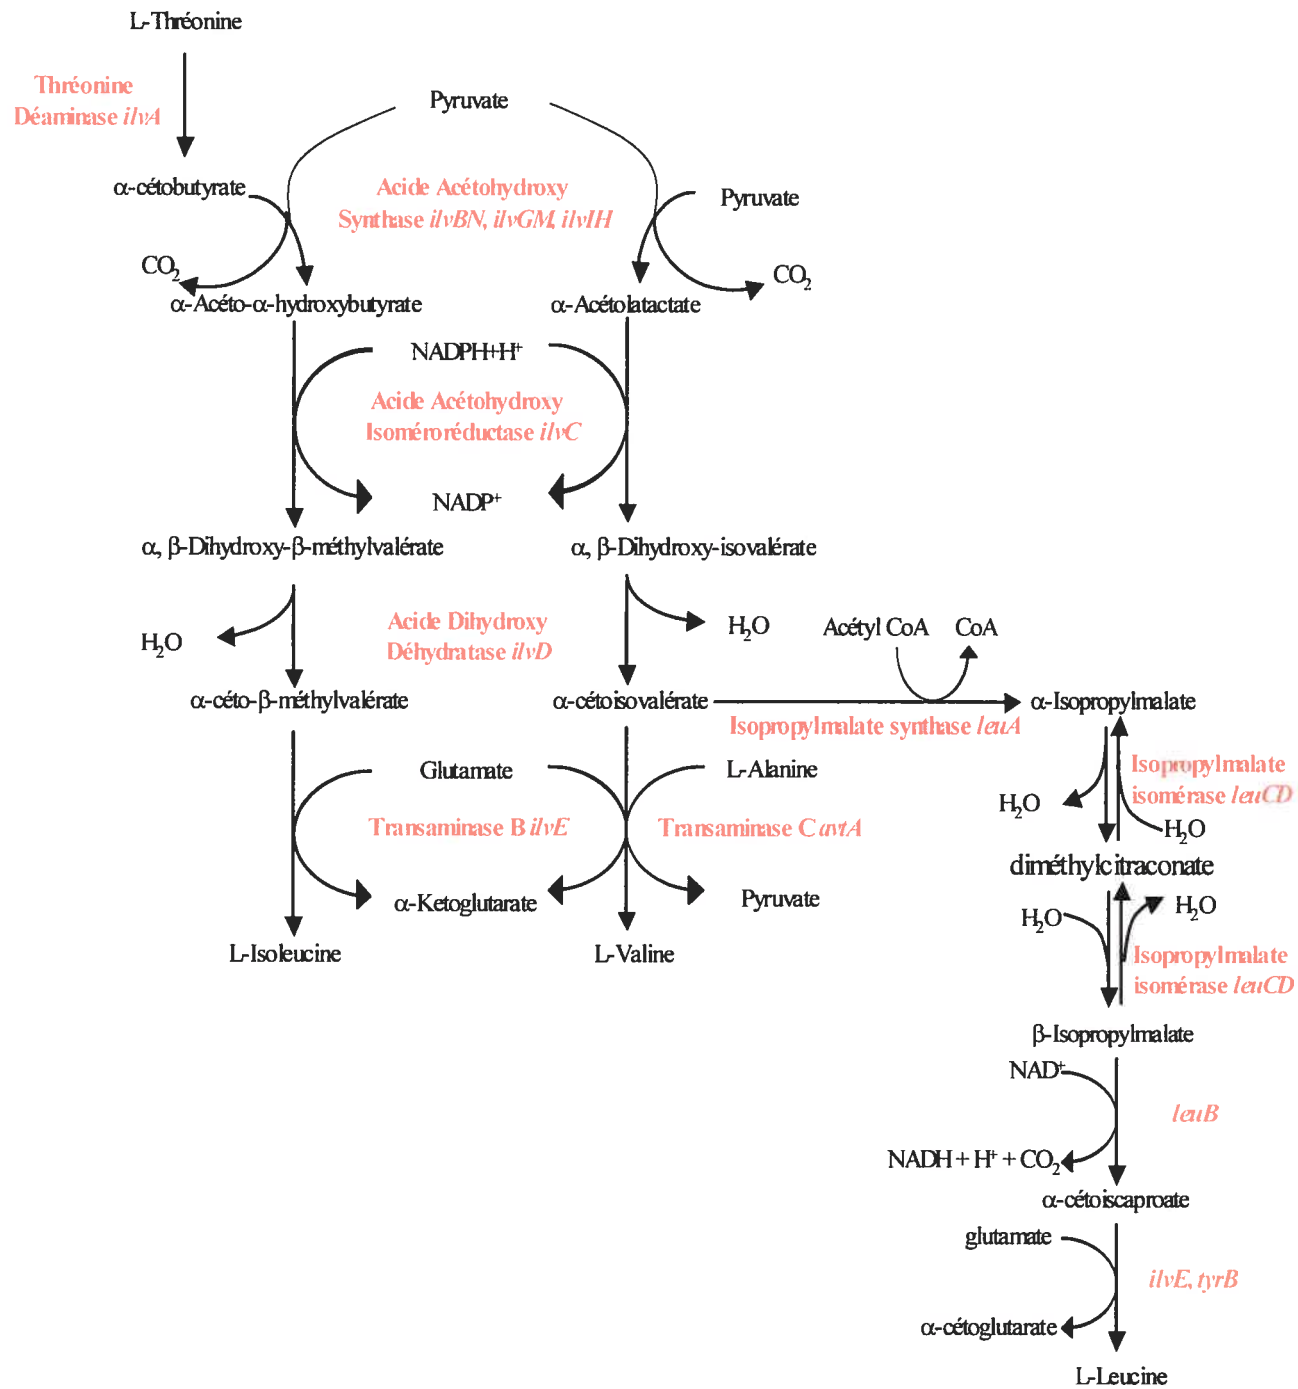 L-Thréonine
Thréonine
Déaminase ilvA
Pyruvate
α-cétobutyrate
Acide Acétohydroxy
Synthase ilvBN, ilvGM, ilvIH
Pyruvate
CO₂
CO₂
α-Acéto-α-hydroxybutyrate
α-Acétolatactate
NADPH+H⁺
Acide Acétohydroxy
Isoméroréductase ilvC
NADP⁺
α, β-Dihydroxy-β-méthylvalérate
α, β-Dihydroxy-isovalérate
H₂O
Acide Dihydroxy
Déhydratase ilvD
H₂O
Acétyl CoA
CoA
α-céto-β-méthylvalérate
α-cétoisovalérate
α-Isopropylmalate
Isopropylmalate synthase leuA
Glutamate
L-Alanine
Isopropylmalate
isomérase leuCD
H₂O
H₂O
Transaminase B ilvE
Transaminase C avtA
diméthylcitraconate
α-Ketoglutarate
Pyruvate
H₂O
H₂O
L-Isoleucine
L-Valine
Isopropylmalate
isomérase leuCD
β-Isopropylmalate
NAD⁺
leuB
NADH + H⁺ + CO₂
α-cétoiscaproate
glutamate
ilvE, tyrB
α-cétoglutarate
L-Leucine